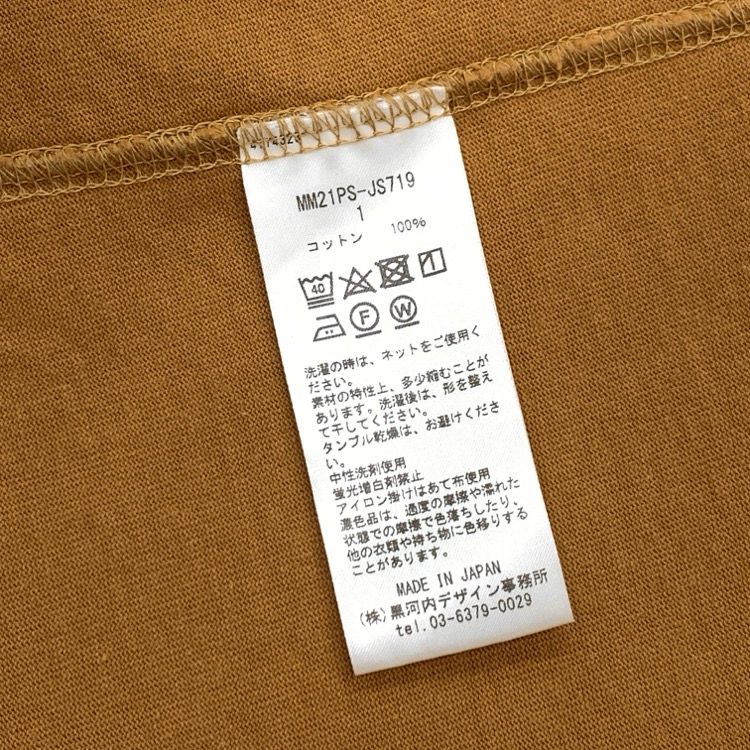 MM21PS-JS719
1
コットン 100%
40
F W
洗濯の時は、ネットをご使用く
ださい。
素材の特性上、多少縮むことが
あります。洗濯後は、形を整え
て干してください。
タンブル乾燥は、お避けくださ
い。
中性洗剤使用
蛍光増白剤禁止
アイロン掛けはあて布使用
濃色品は、過度の摩擦や濡れた
状態での摩擦で色落ちしたり、
他の衣類や持ち物に色移りする
ことがあります。
MADE IN JAPAN
(株)黒河内デザイン事務所
tel.03-6379-0029